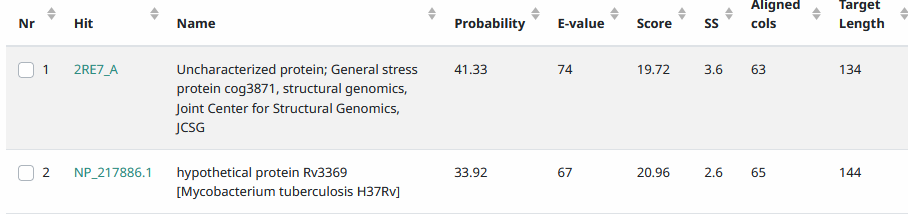 Nr Hit Name Probability E-value Score SS Aligned cols Target Length
1 2RE7_A Uncharacterized protein; General stress 41.33 74 19.72 3.6 63 134
protein cog3871, structural genomics,
Joint Center for Structural Genomics,
JCSG
2 NP_217886.1 hypothetical protein Rv3369 33.92 67 20.96 2.6 65 144
[Mycobacterium tuberculosis H37Rv]